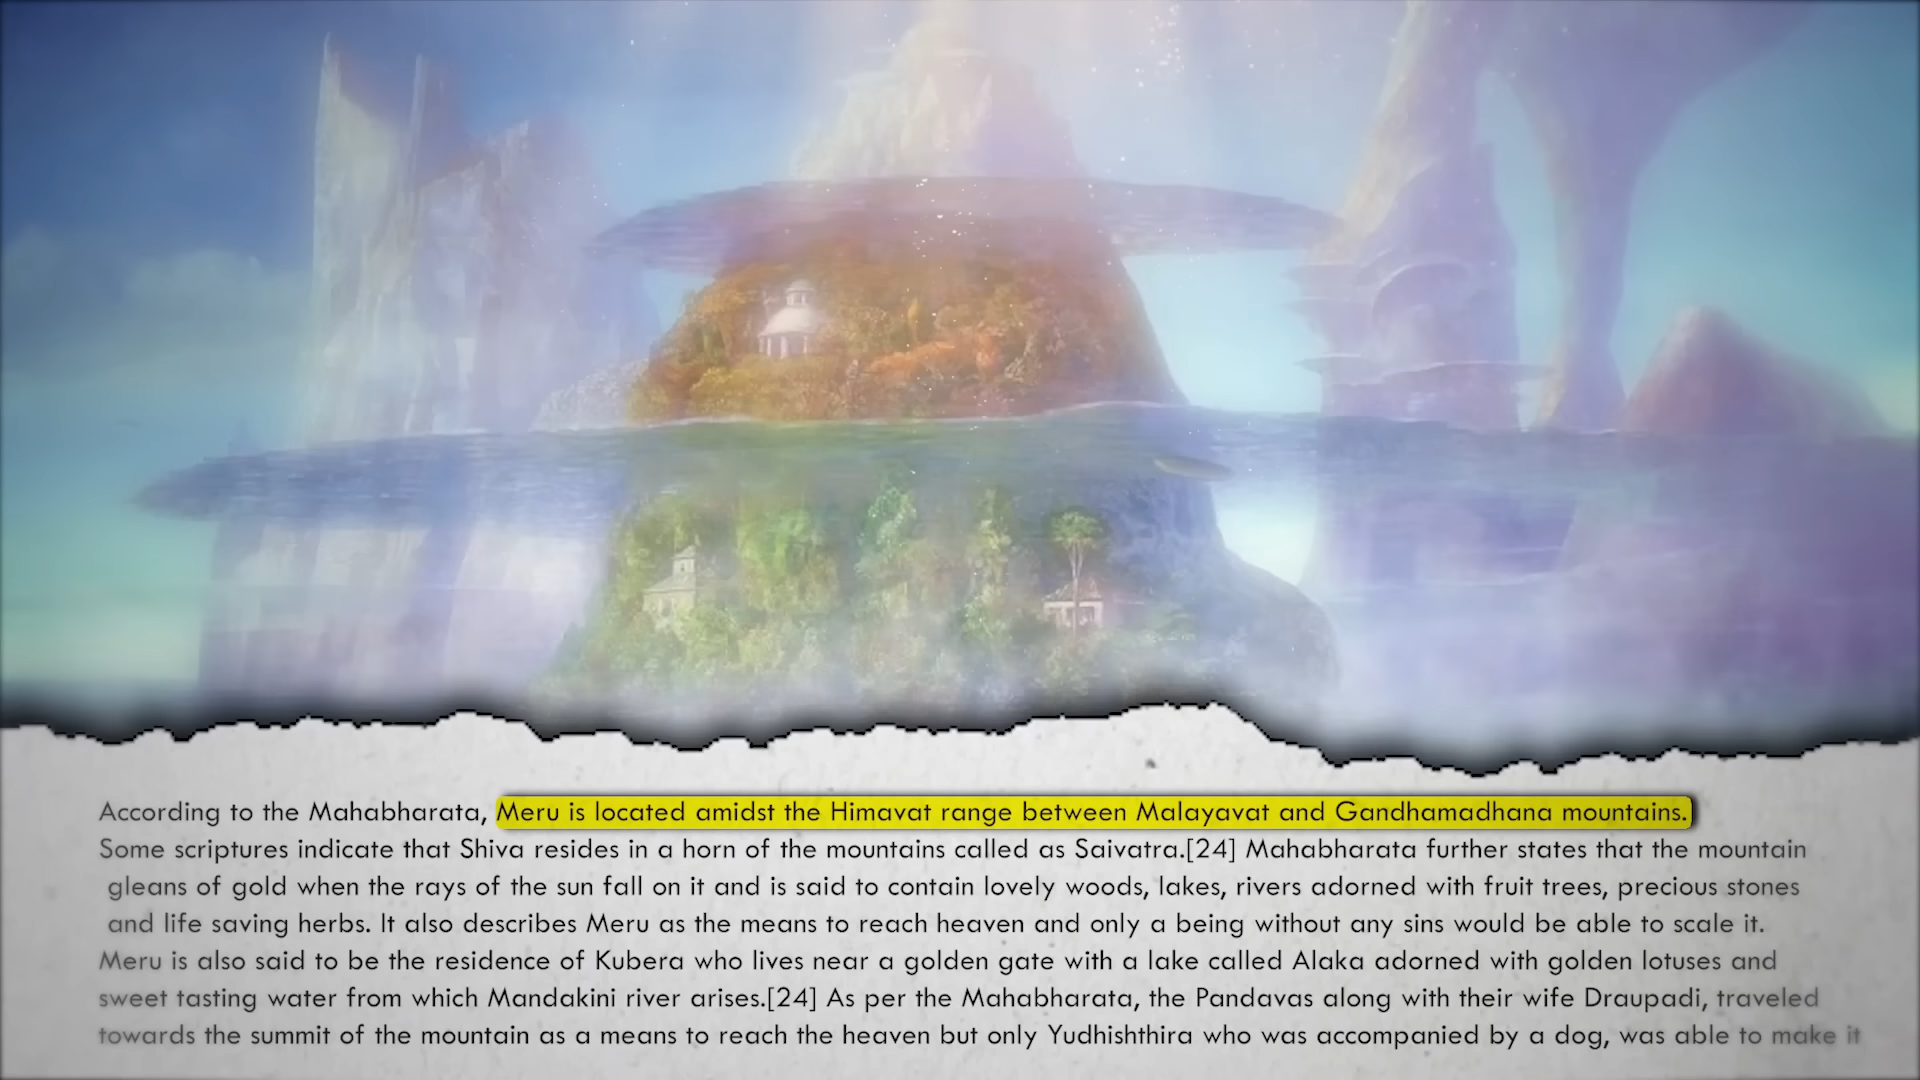 According to the Mahabharata, Meru is located amidst the Himavat range between Malayavat and Gandhamadhana mountains.
Some scriptures indicate that Shiva resides in a horn of the mountains called as Saivatra.[24] Mahabharata further states that the mountain
gleans of gold when the rays of the sun fall on it and is said to contain lovely woods, lakes, rivers adorned with fruit trees, precious stones
and life saving herbs. It also describes Meru as the means to reach heaven and only a being without any sins would be able to scale it.
Meru is also said to be the residence of Kubera who lives near a golden gate with a lake called Alaka adorned with golden lotuses and
sweet tasting water from which Mandakini river arises.[24] As per the Mahabharata, the Pandavas along with their wife Draupadi, traveled
towards the summit of the mountain as a means to reach the heaven but only Yudhishthira who was accompanied by a dog, was able to make it